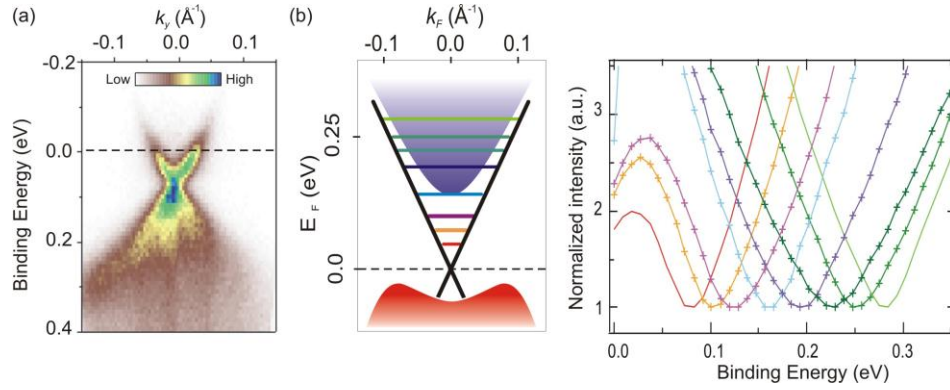 (a)
k_y (Å⁻¹)
-0.1 0.0 0.1
-0.2
0.0
0.2
0.4
Binding Energy (eV)
Low High
(b)
k_F (Å⁻¹)
-0.1 0.0 0.1
0.25
0.0
E_F (eV)
3
2
1
Normalized intensity (a.u.)
0.0 0.1 0.2 0.3
Binding Energy (eV)